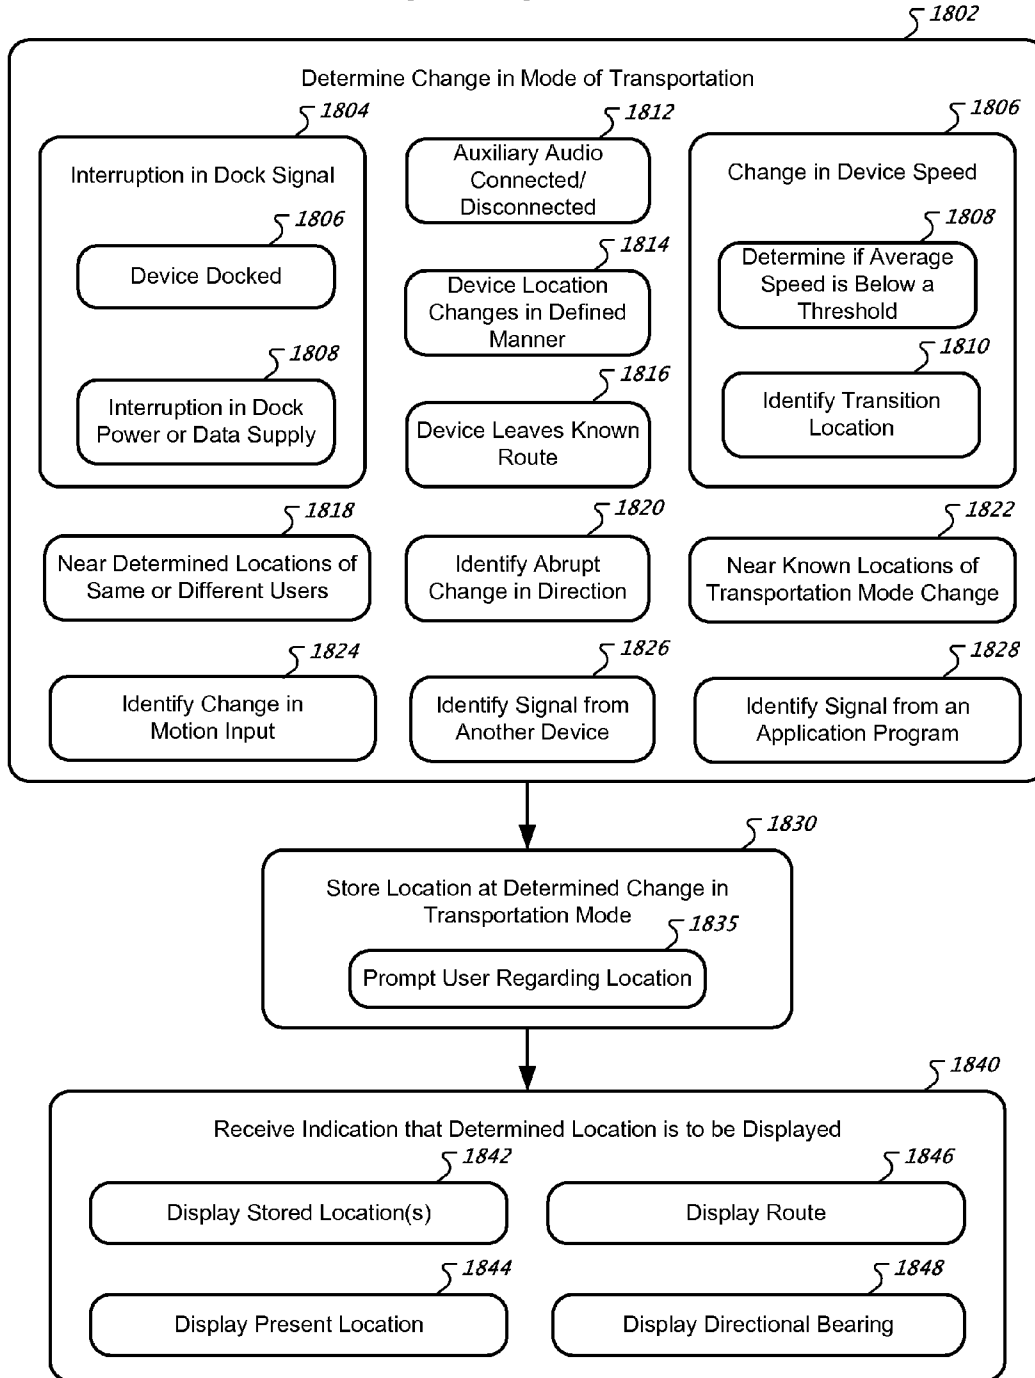 1802
Determine Change in Mode of Transportation
1804
Interruption in Dock Signal
1806
Device Docked
1808
Interruption in Dock
Power or Data Supply
1812
Auxiliary Audio
Connected/
Disconnected
1814
Device Location
Changes in Defined
Manner
1816
Device Leaves Known
Route
1806
Change in Device Speed
1808
Determine if Average
Speed is Below a
Threshold
1810
Identify Transition
Location
1818
Near Determined Locations of
Same or Different Users
1820
Identify Abrupt
Change in Direction
1822
Near Known Locations of
Transportation Mode Change
1824
Identify Change in
Motion Input
1826
Identify Signal from
Another Device
1828
Identify Signal from an
Application Program
1830
Store Location at Determined Change in
Transportation Mode
1835
Prompt User Regarding Location
1840
Receive Indication that Determined Location is to be Displayed
1842
Display Stored Location(s)
1846
Display Route
1844
Display Present Location
1848
Display Directional Bearing